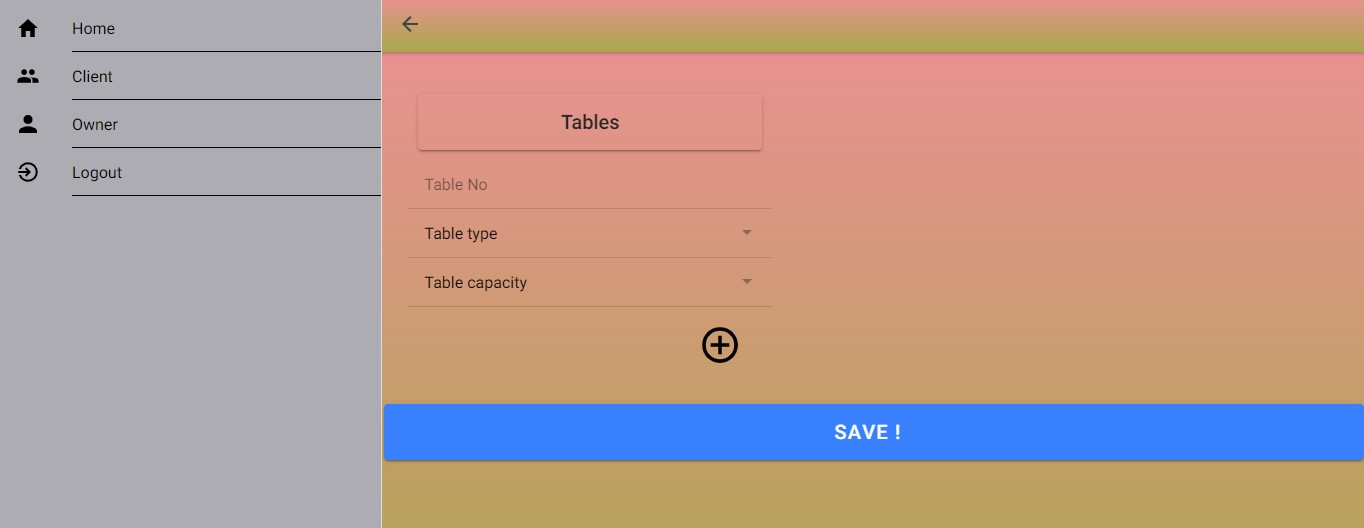 Home
Client
Owner
Logout
Tables
Table No
Table type
Table capacity
SAVE !